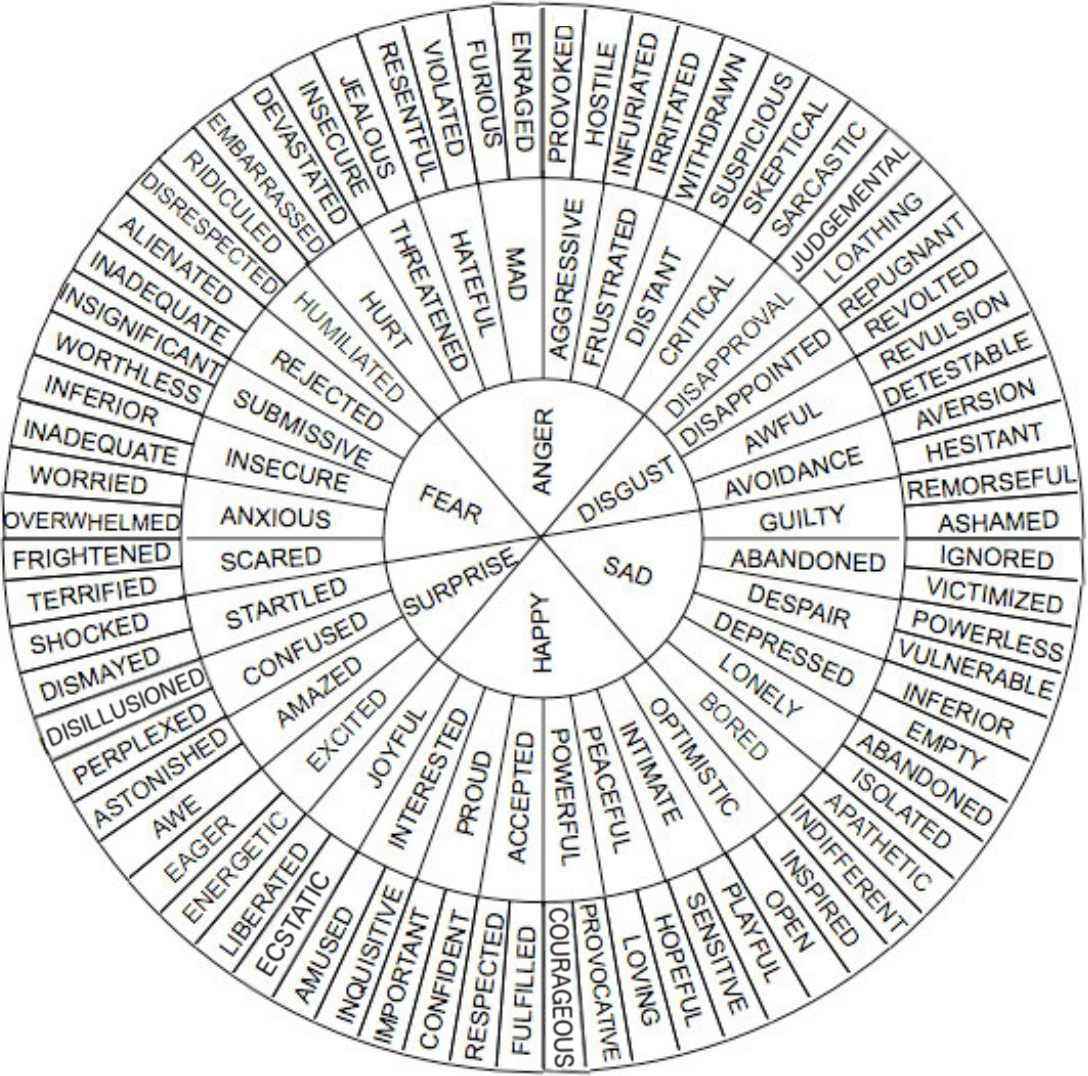 ANGER
DISGUST
SAD
HAPPY
SURPRISE
FEAR
AGGRESSIVE
FRUSTRATED
DISTANT
CRITICAL
DISAPPROVAL
DISAPPOINTED
AWFUL
AVOIDANCE
GUILTY
ABANDONED
DESPAIR
DEPRESSED
LONELY
BORED
OPTIMISTIC
INTIMATE
PEACEFUL
POWERFUL
ACCEPTED
PROUD
INTERESTED
JOYFUL
EXCITED
AMAZED
CONFUSED
STARTLED
SCARED
ANXIOUS
INSECURE
SUBMISSIVE
REJECTED
HUMILIATED
HURT
THREATENED
HATEFUL
MAD
PROVOKED
HOSTILE
INFURIATED
IRRITATED
WITHDRAWN
SUSPICIOUS
SKEPTICAL
SARCASTIC
JUDGEMENTAL
LOATHING
REPUGNANT
REVOLTED
REVULSION
DETESTABLE
AVERSION
HESITANT
REMORSEFUL
ASHAMED
IGNORED
VICTIMIZED
POWERLESS
VULNERABLE
INFERIOR
EMPTY
ABANDONED
ISOLATED
APATHETIC
INDIFFERENT
INSPIRED
OPEN
PLAYFUL
SENSITIVE
HOPEFUL
LOVING
PROVOCATIVE
COURAGEOUS
FULFILLED
RESPECTED
CONFIDENT
IMPORTANT
INQUISITIVE
AMUSED
ECSTATIC
LIBERATED
ENERGETIC
EAGER
AWE
ASTONISHED
PERPLEXED
DISILLUSIONED
DISMAYED
SHOCKED
TERRIFIED
FRIGHTENED
OVERWHELMED
WORRIED
INADEQUATE
INFERIOR
WORTHLESS
INSIGNIFICANT
INADEQUATE
ALIENATED
DISRESPECTED
RIDICULED
EMBARRASSED
DEVASTATED
INSECURE
JEALOUS
RESENTFUL
VIOLATED
FURIOUS
ENRAGED